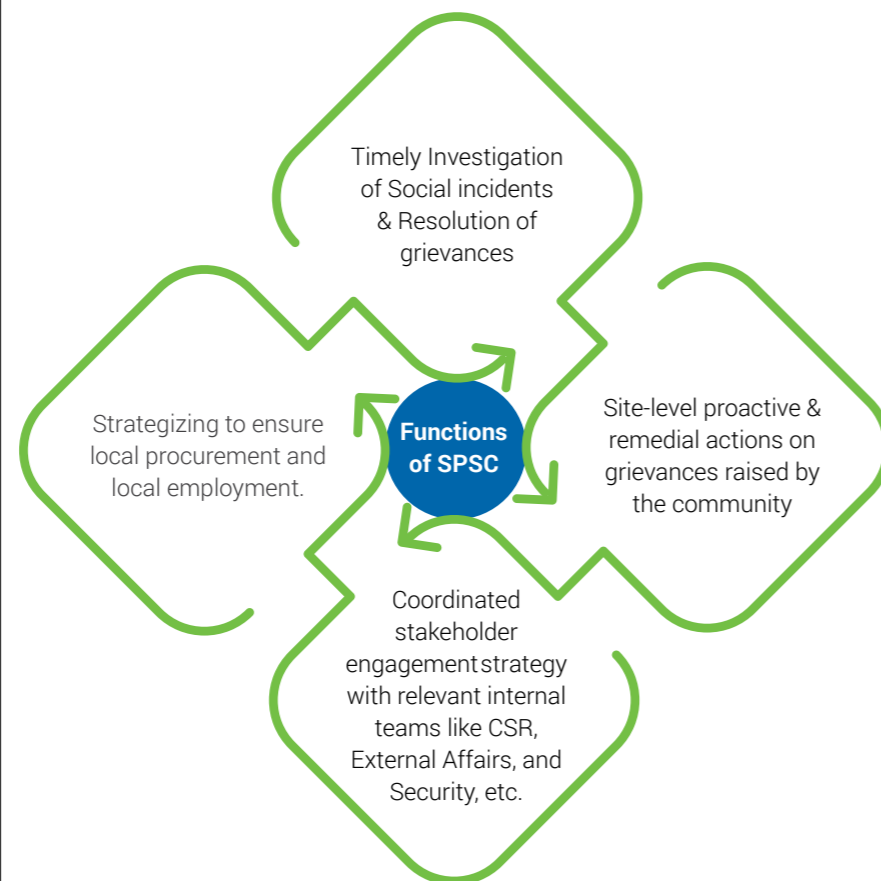 Timely Investigation
of Social incidents
& Resolution of
grievances
Strategizing to ensure
local procurement and
local employment.
Functions
of SPSC
Site-level proactive &
remedial actions on
grievances raised by
the community
Coordinated
stakeholder
engagement strategy
with relevant internal
teams like CSR,
External Affairs, and
Security, etc.